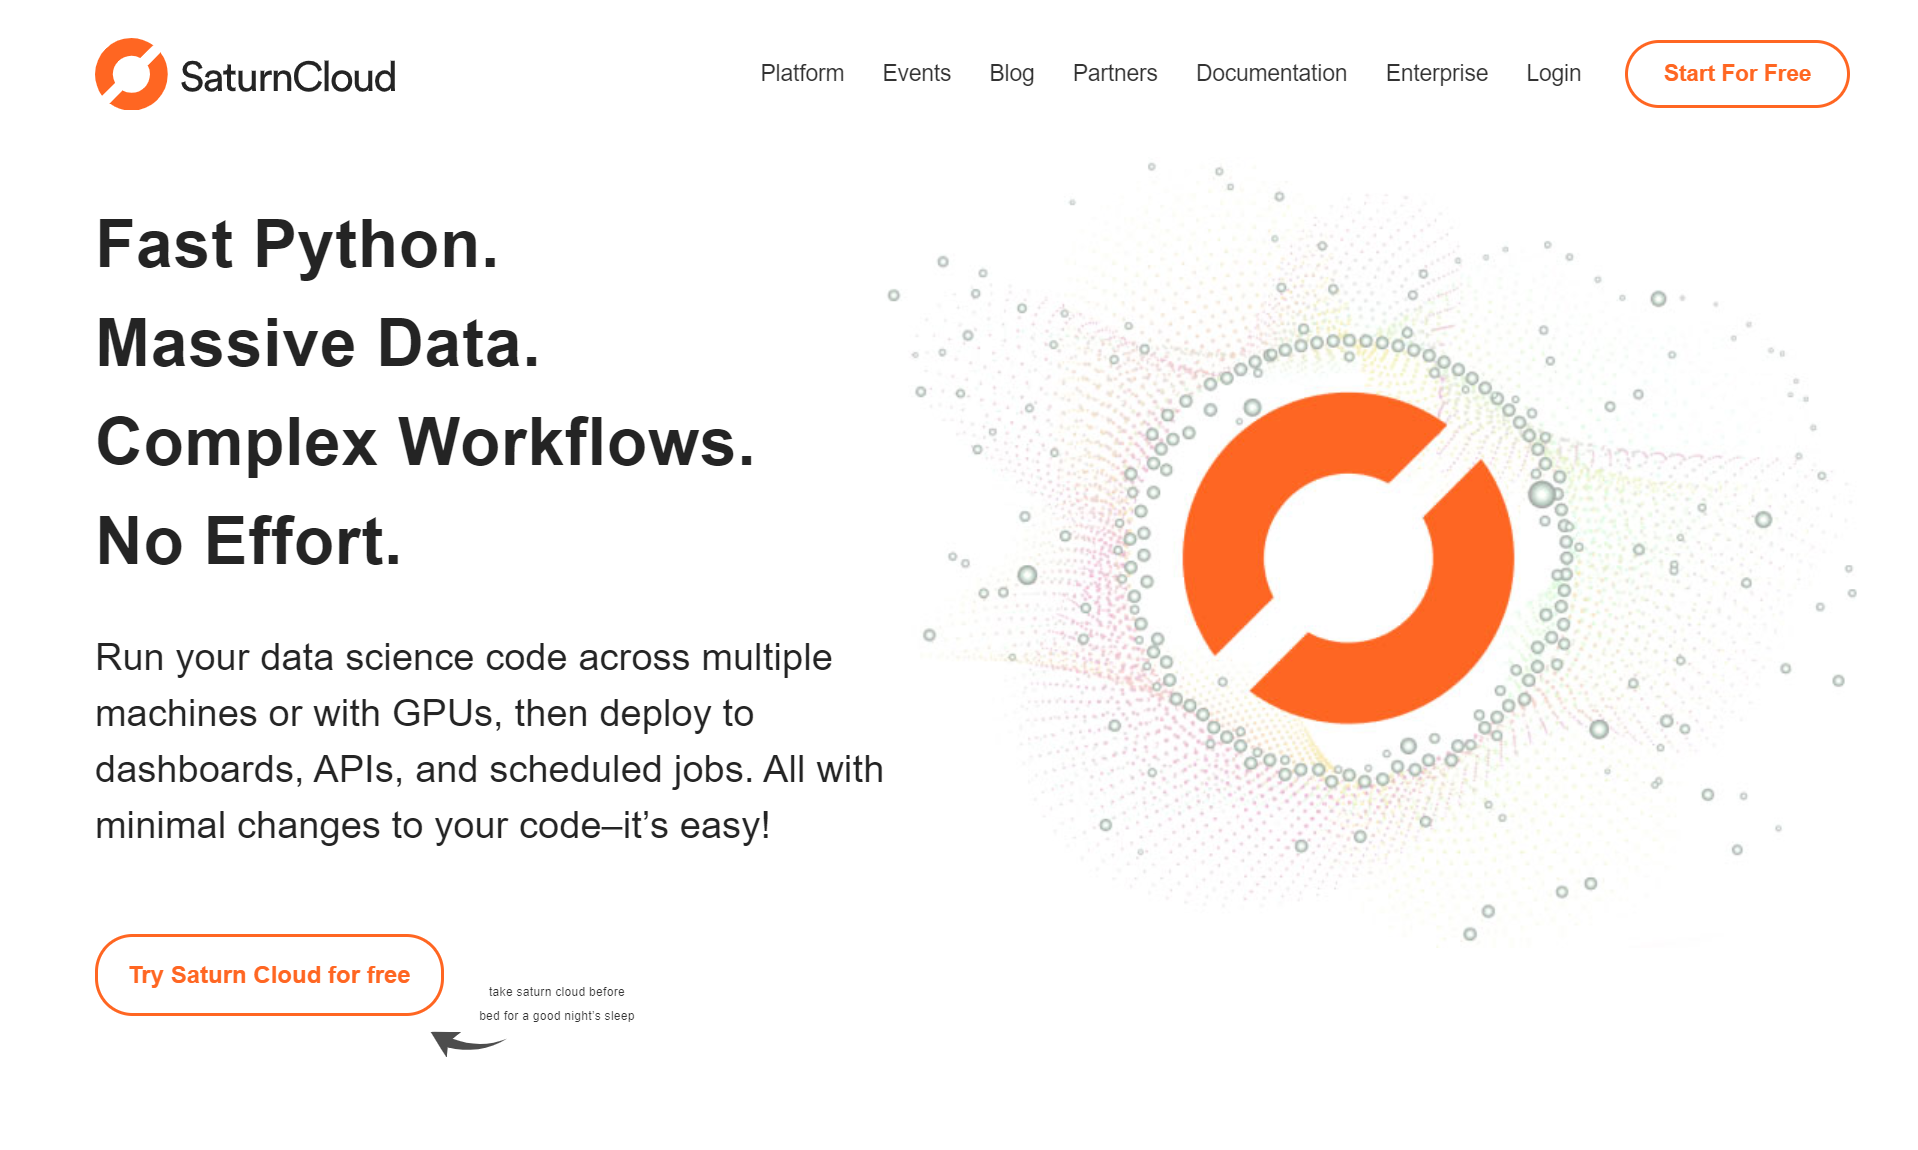 SaturnCloud
Platform Events Blog Partners Documentation Enterprise Login Start For Free
Fast Python.
Massive Data.
Complex Workflows.
No Effort.
Run your data science code across multiple
machines or with GPUs, then deploy to
dashboards, APIs, and scheduled jobs. All with
minimal changes to your code–it’s easy!
Try Saturn Cloud for free
take saturn cloud before
bed for a good night's sleep